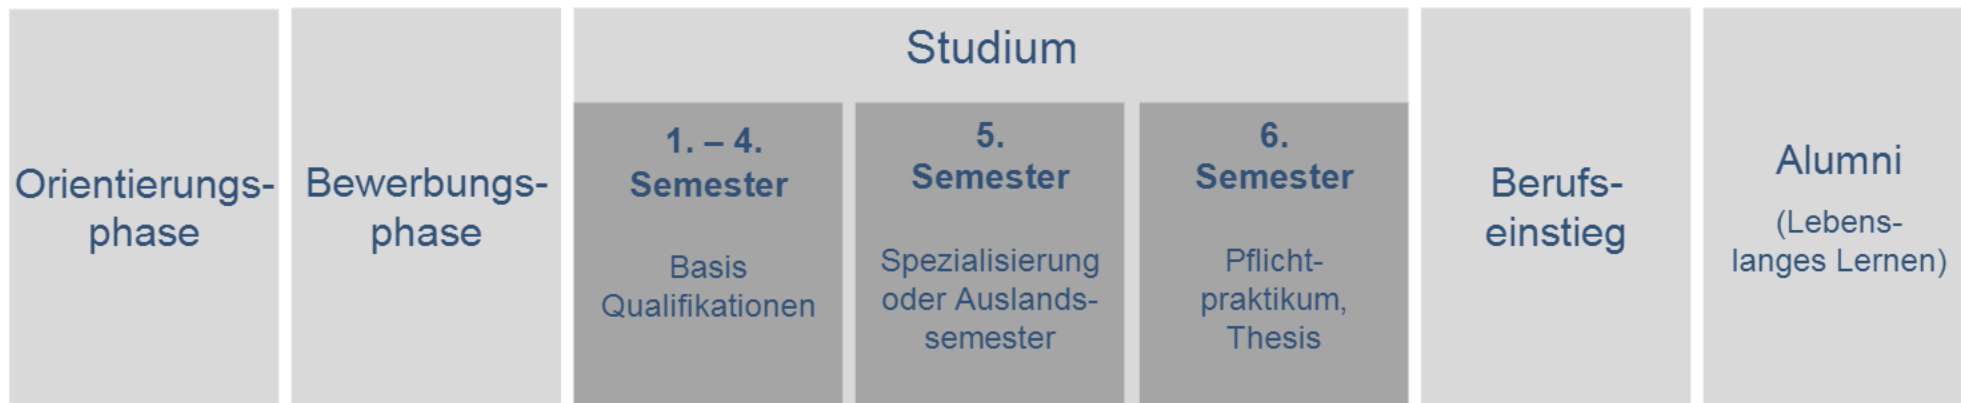 Orientierungs-
phase
Bewerbungs-
phase
Studium
1. – 4.
Semester
Basis
Qualifikationen
5.
Semester
Spezialisierung
oder Auslands-
semester
6.
Semester
Pflicht-
praktikum,
Thesis
Berufs-
einstieg
Alumni
(Lebens-
langes Lernen)